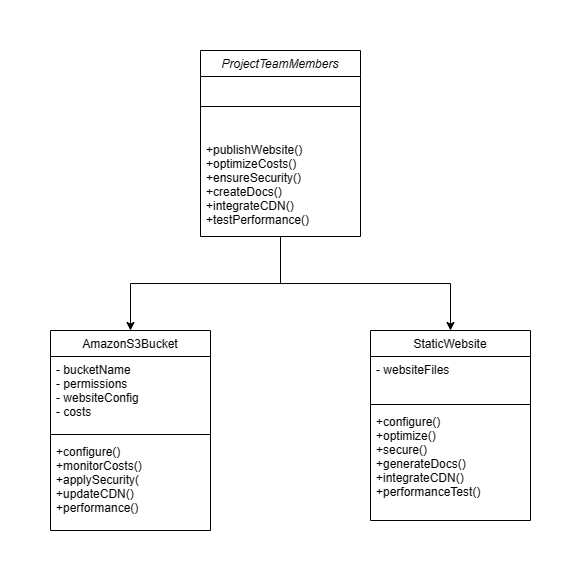 ProjectTeamMembers
+publishWebsite()
+optimizeCosts()
+ensureSecurity()
+createDocs()
+integrateCDN()
+testPerformance()
AmazonS3Bucket
- bucketName
- permissions
- websiteConfig
- costs
+configure()
+monitorCosts()
+applySecurity(
+updateCDN()
+performance()
StaticWebsite
- websiteFiles
+configure()
+optimize()
+secure()
+generateDocs()
+integrateCDN()
+performanceTest()